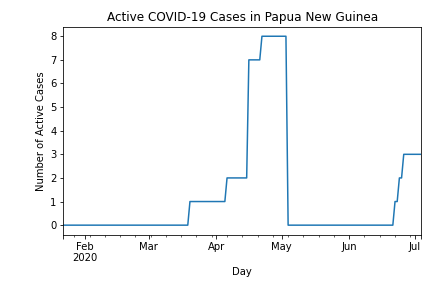 Active COVID-19 Cases in Papua New Guinea
Number of Active Cases
8
7
6
5
4
3
2
1
0
Feb Mar Apr May Jun Jul
2020
Day